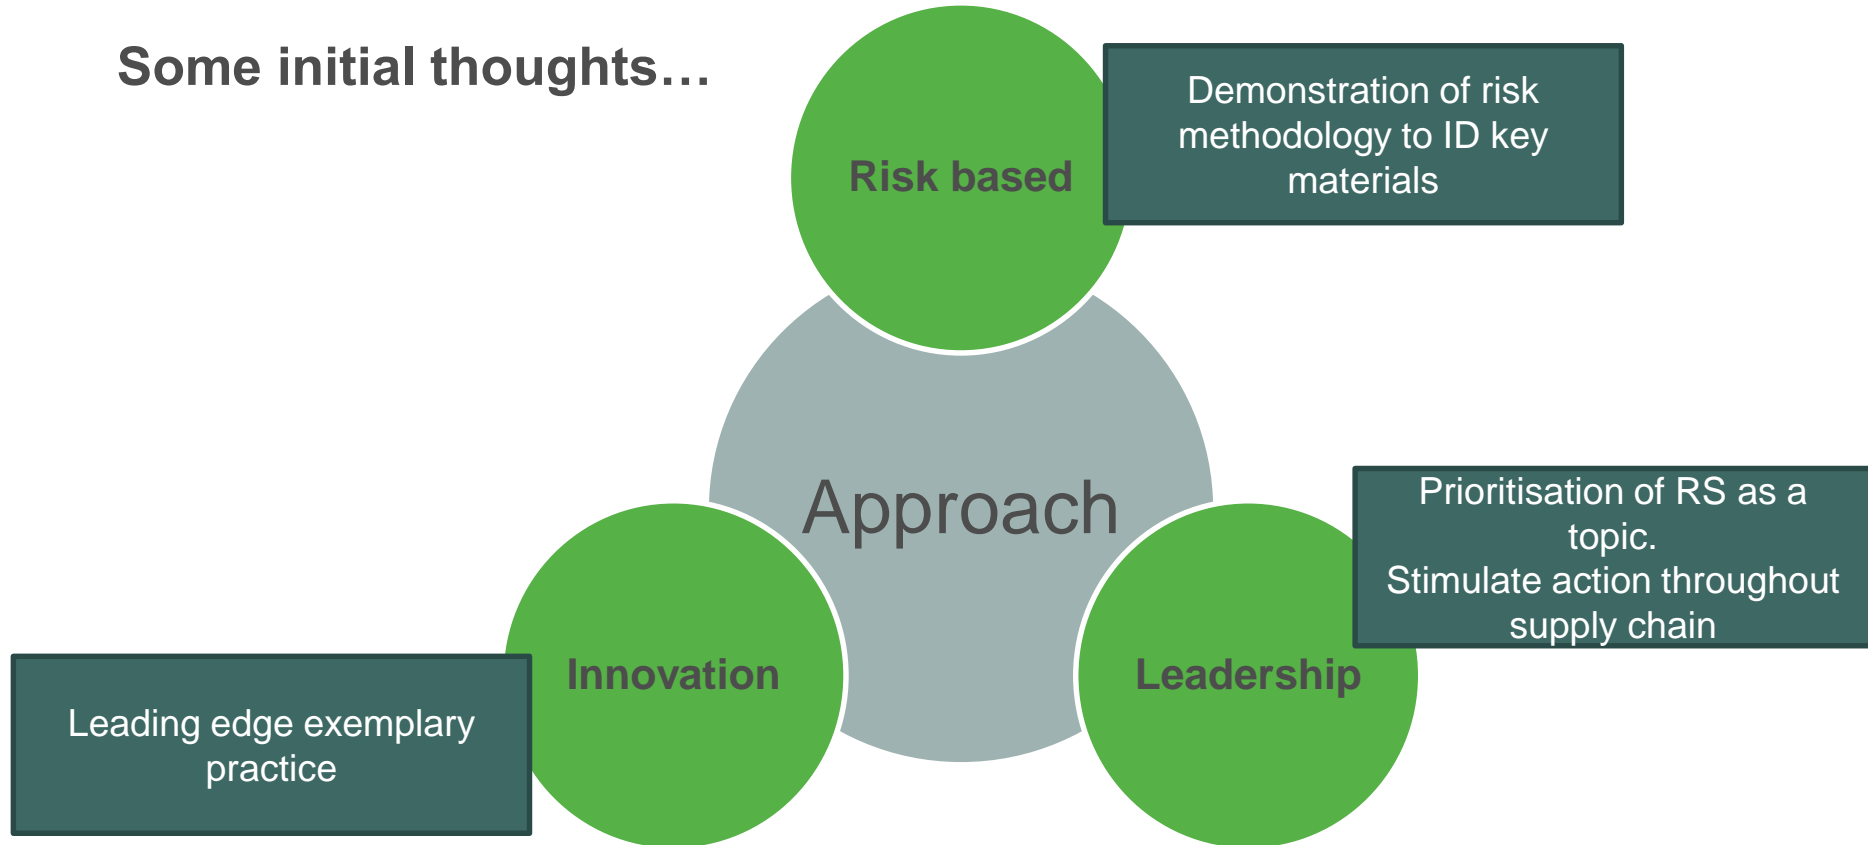 Some initial thoughts…
Risk based
Demonstration of risk
methodology to ID key
materials
Approach
Prioritisation of RS as a
topic.
Stimulate action throughout
supply chain
Leadership
Innovation
Leading edge exemplary
practice